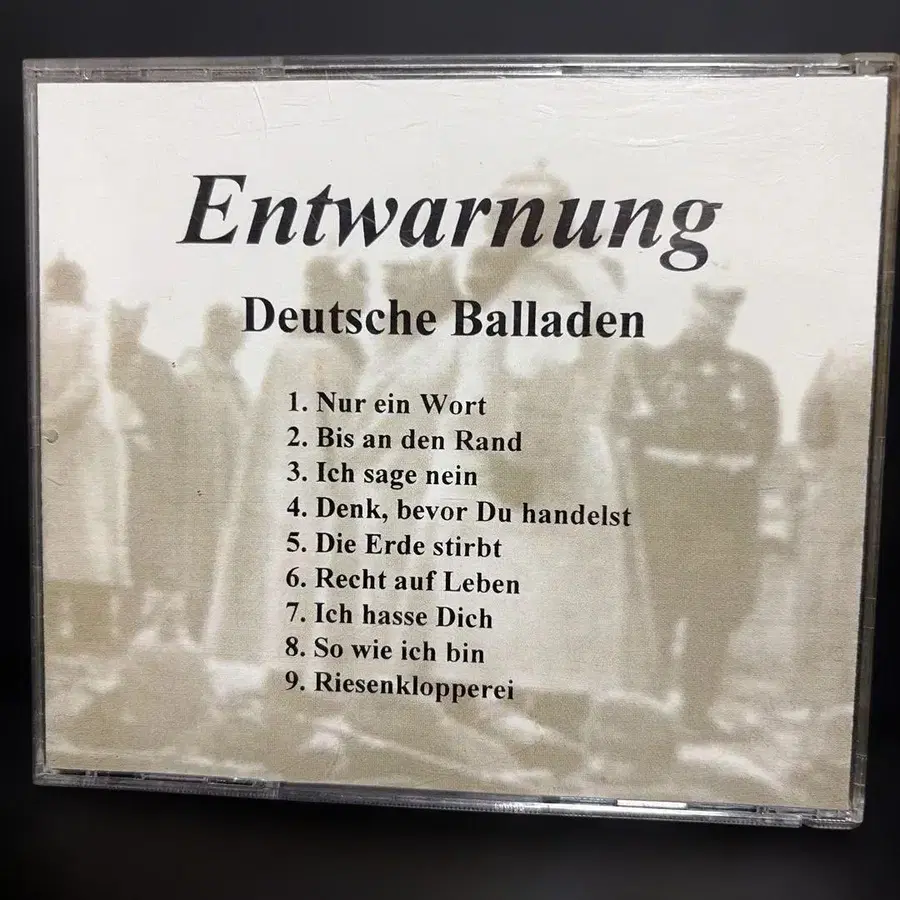 Entwarnung
Deutsche Balladen
1. Nur ein Wort
2. Bis an den Rand
3. Ich sage nein
4. Denk, bevor Du handelst
5. Die Erde stirbt
6. Recht auf Leben
7. Ich hasse Dich
8. So wie ich bin
9. Riesenklopperei